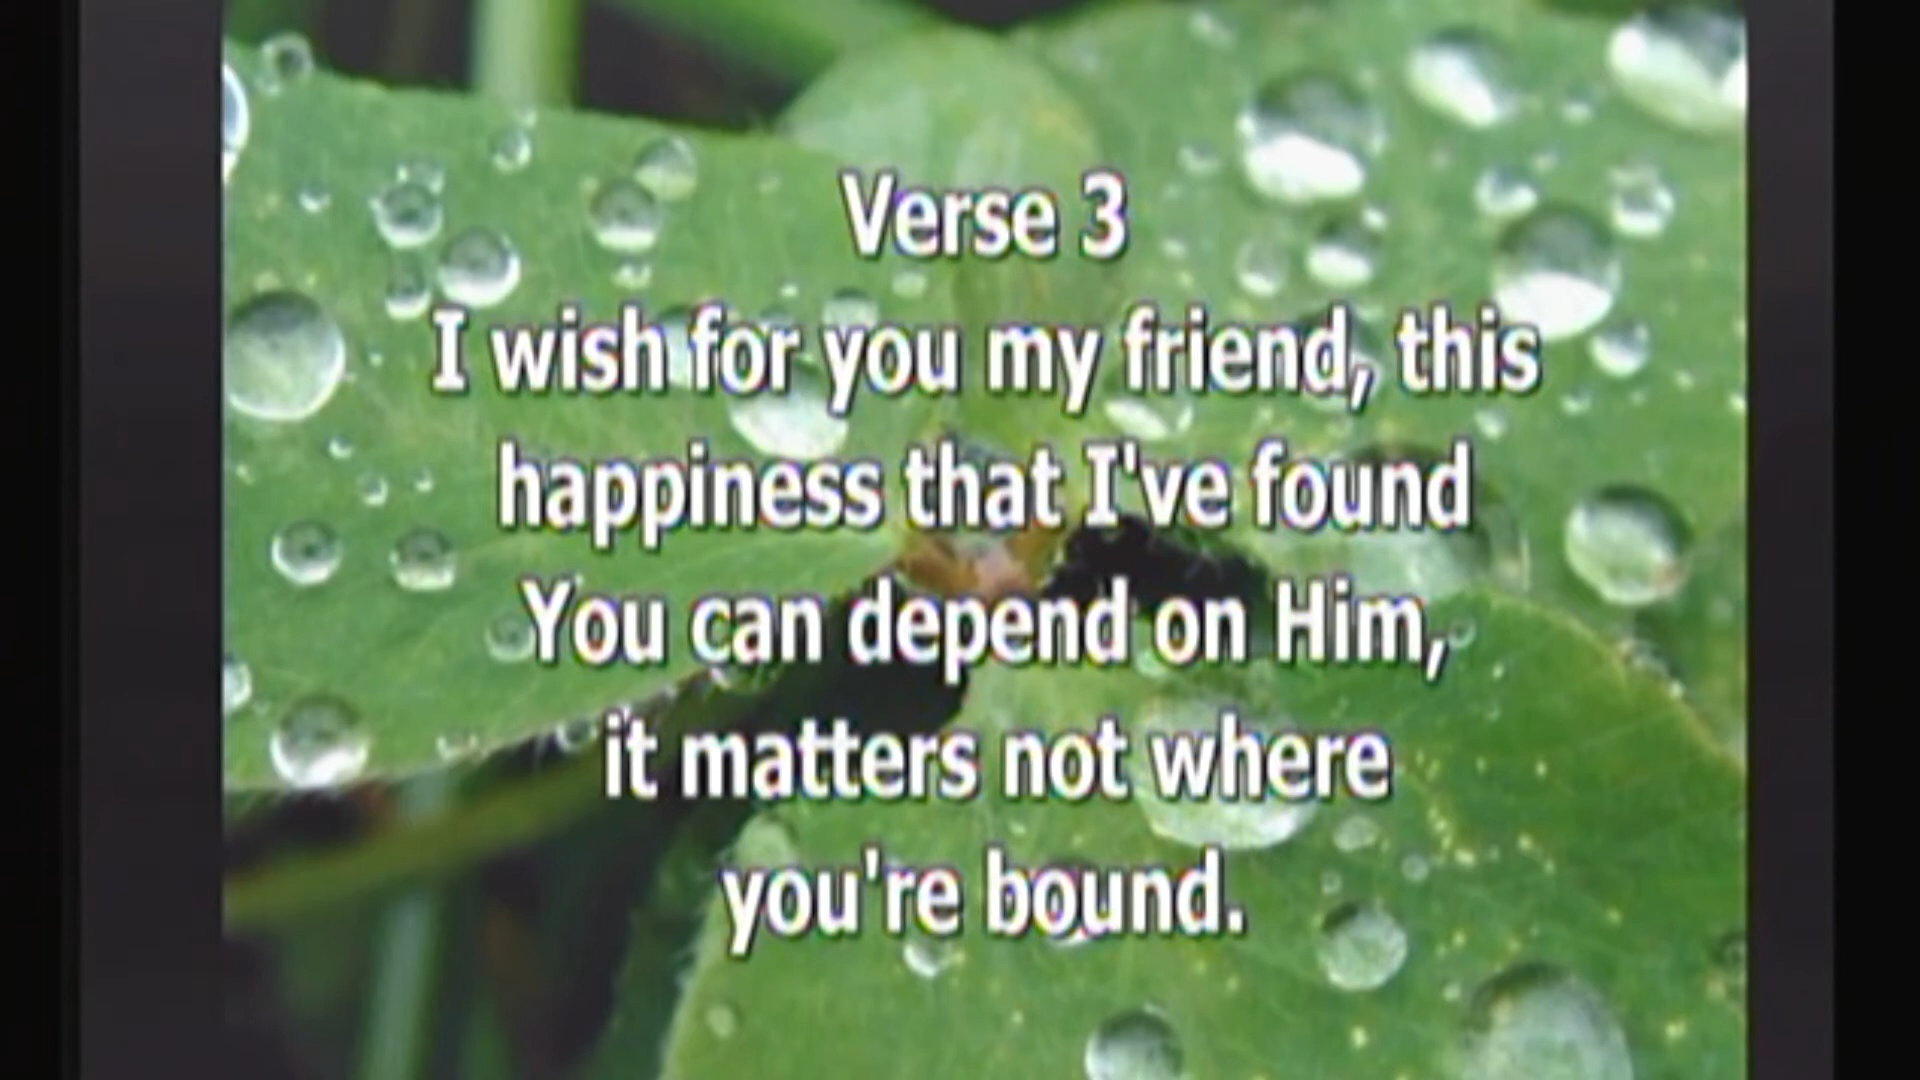 Verse 3
I wish for you my friend, this
happiness that I've found
You can depend on Him,
it matters not where
you're bound.